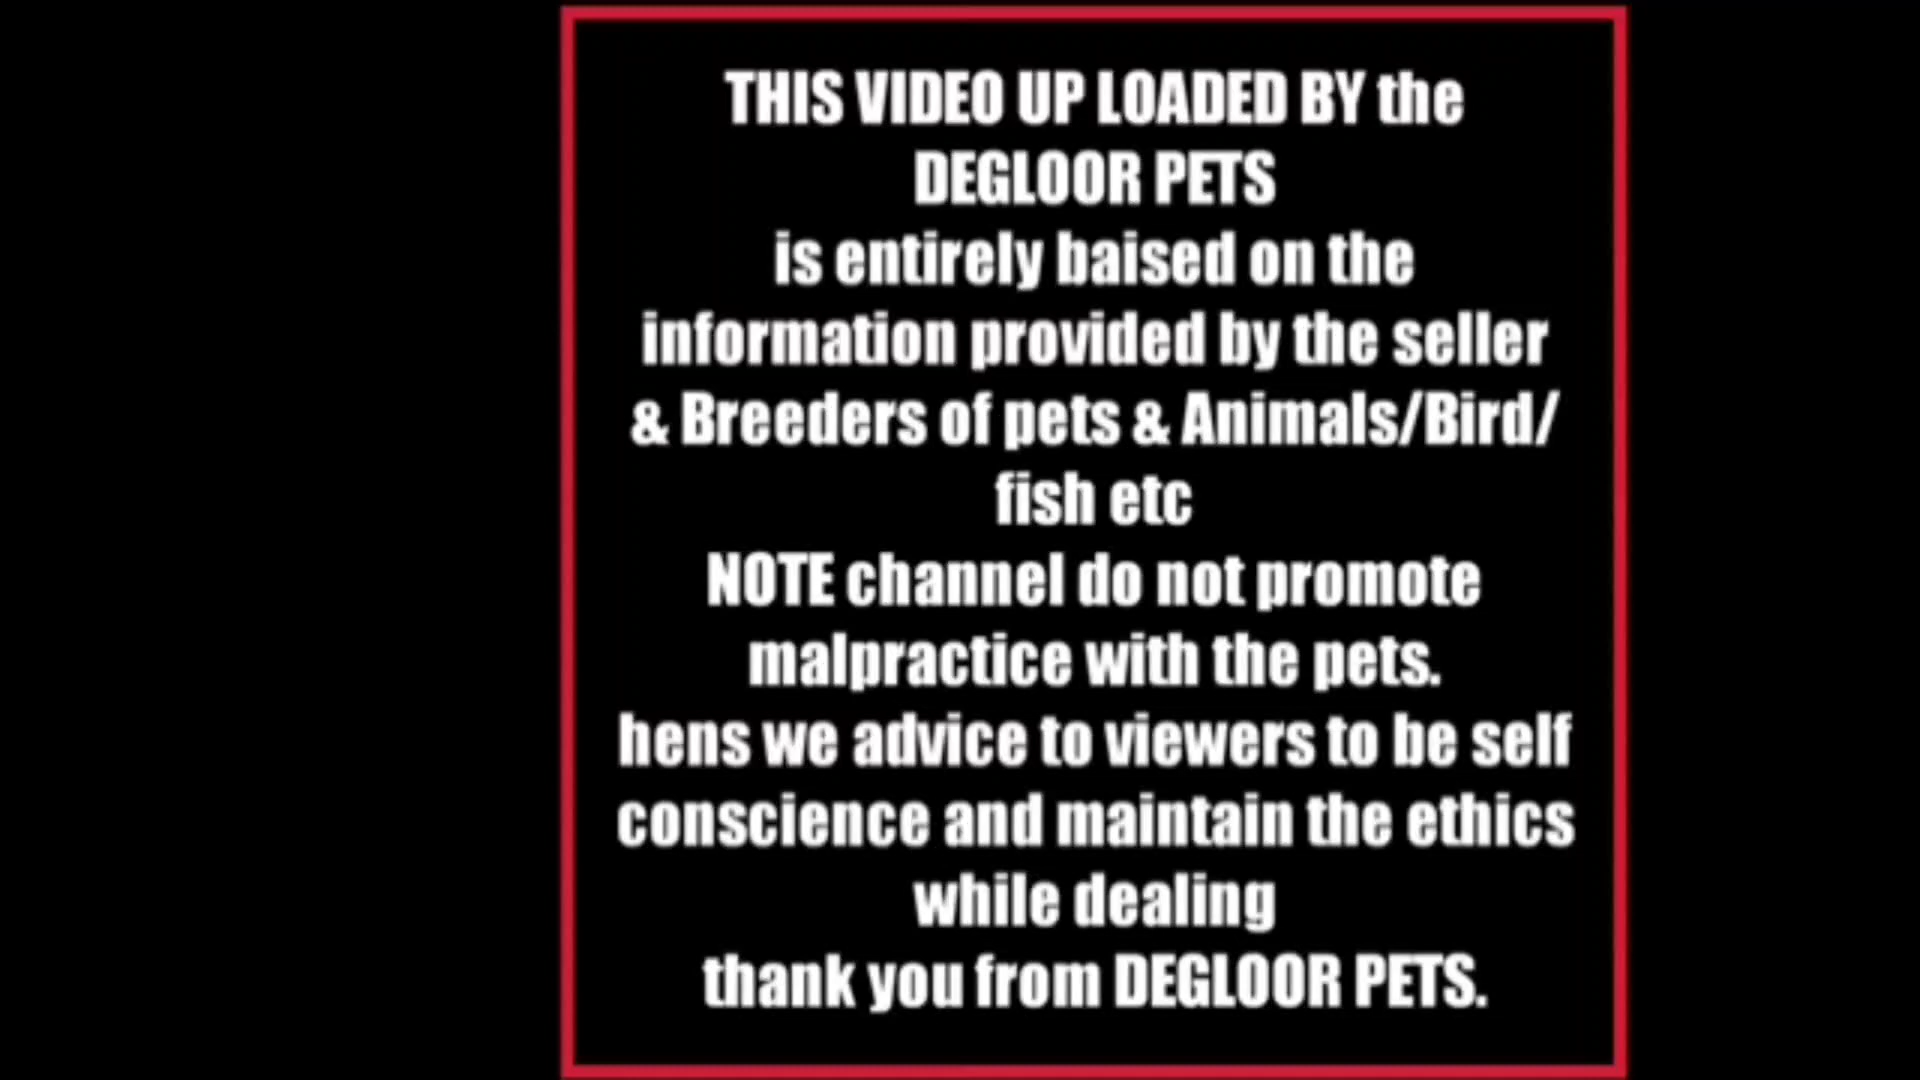 THIS VIDEO UP LOADED BY the
DEGLOOR PETS
is entirely baised on the
information provided by the seller
& Breeders of pets & Animals/Bird/
fish etc
NOTE channel do not promote
malpractice with the pets.
hens we advice to viewers to be self
conscience and maintain the ethics
while dealing
thank you from DEGLOOR PETS.